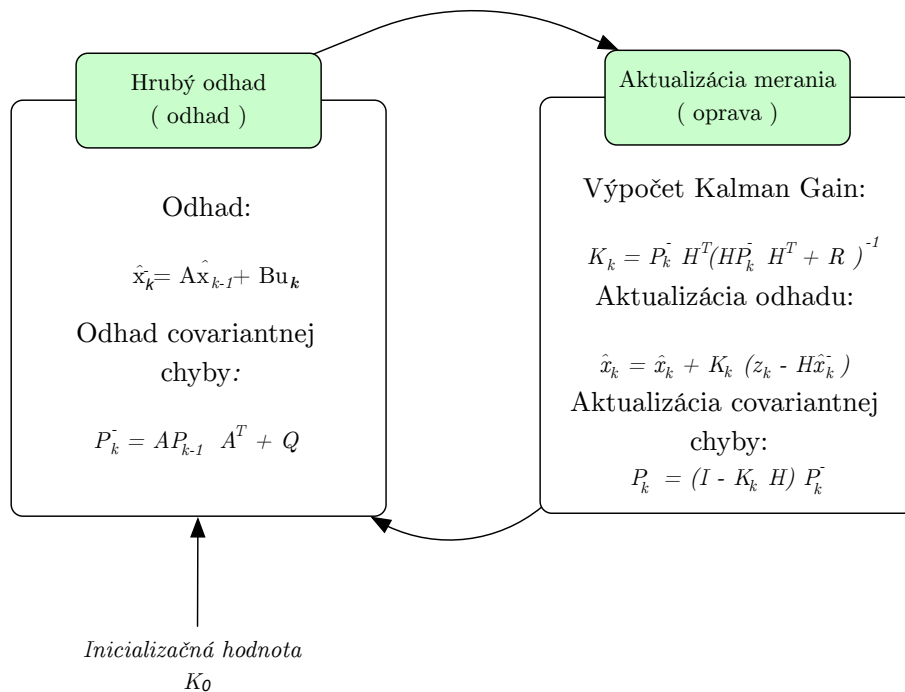 Hrubý odhad
( odhad )
Odhad:
x̂ₖ⁻= Ax̂ₖ₋₁+ Buₖ
Odhad covariantnej
chyby:
Pₖ⁻ = APₖ₋₁ Aᵀ + Q
Aktualizácia merania
( oprava )
Výpočet Kalman Gain:
Kₖ = Pₖ⁻ Hᵀ(HPₖ⁻ Hᵀ + R )⁻¹
Aktualizácia odhadu:
x̂ₖ = x̂ₖ + Kₖ (zₖ - Hx̂ₖ⁻ )
Aktualizácia covariantnej
chyby:
Pₖ = (I - Kₖ H) Pₖ⁻
Inicializačná hodnota
K₀